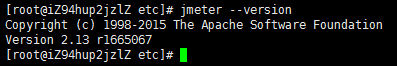 [root@iZ94hup2jzlZ etc]# jmeter --version
Copyright (c) 1998-2015 The Apache Software Foundation
Version 2.13 r1665067
[root@iZ94hup2jzlZ etc]#